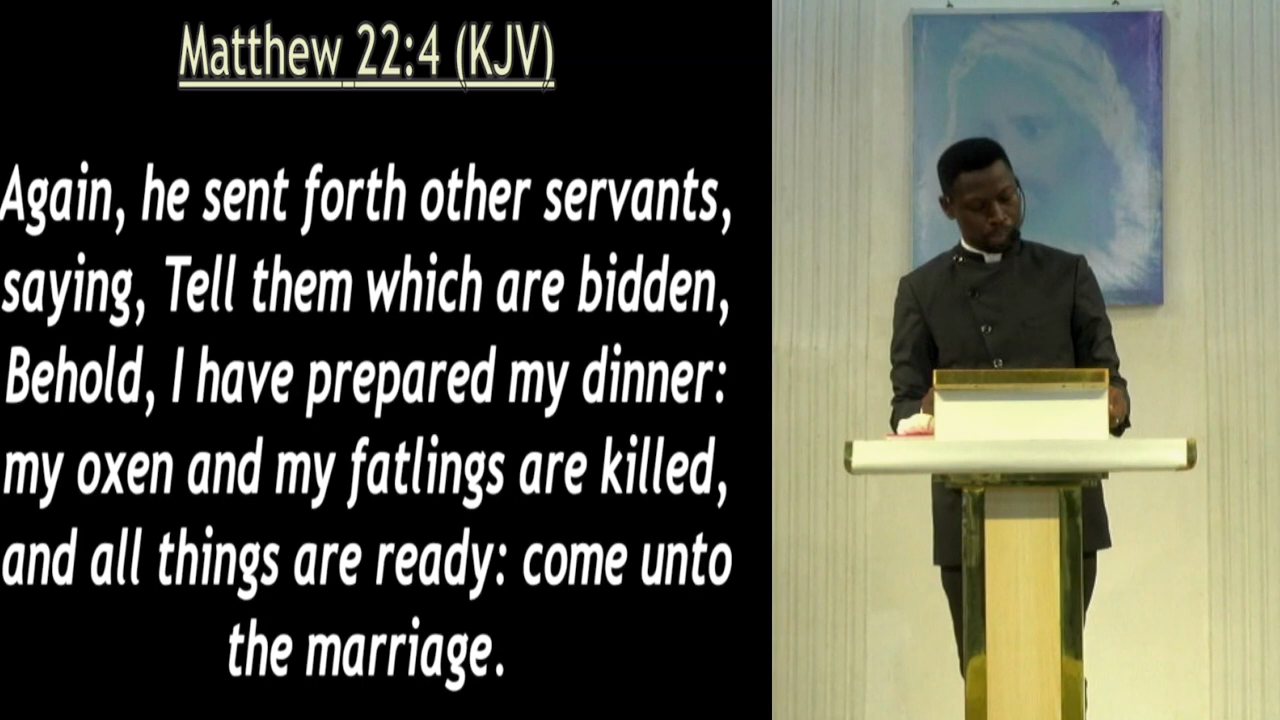 Matthew 22:4 (KJV)
Again, he sent forth other servants,
saying, Tell them which are bidden,
Behold, I have prepared my dinner:
my oxen and my fatlings are killed,
and all things are ready: come unto
the marriage.